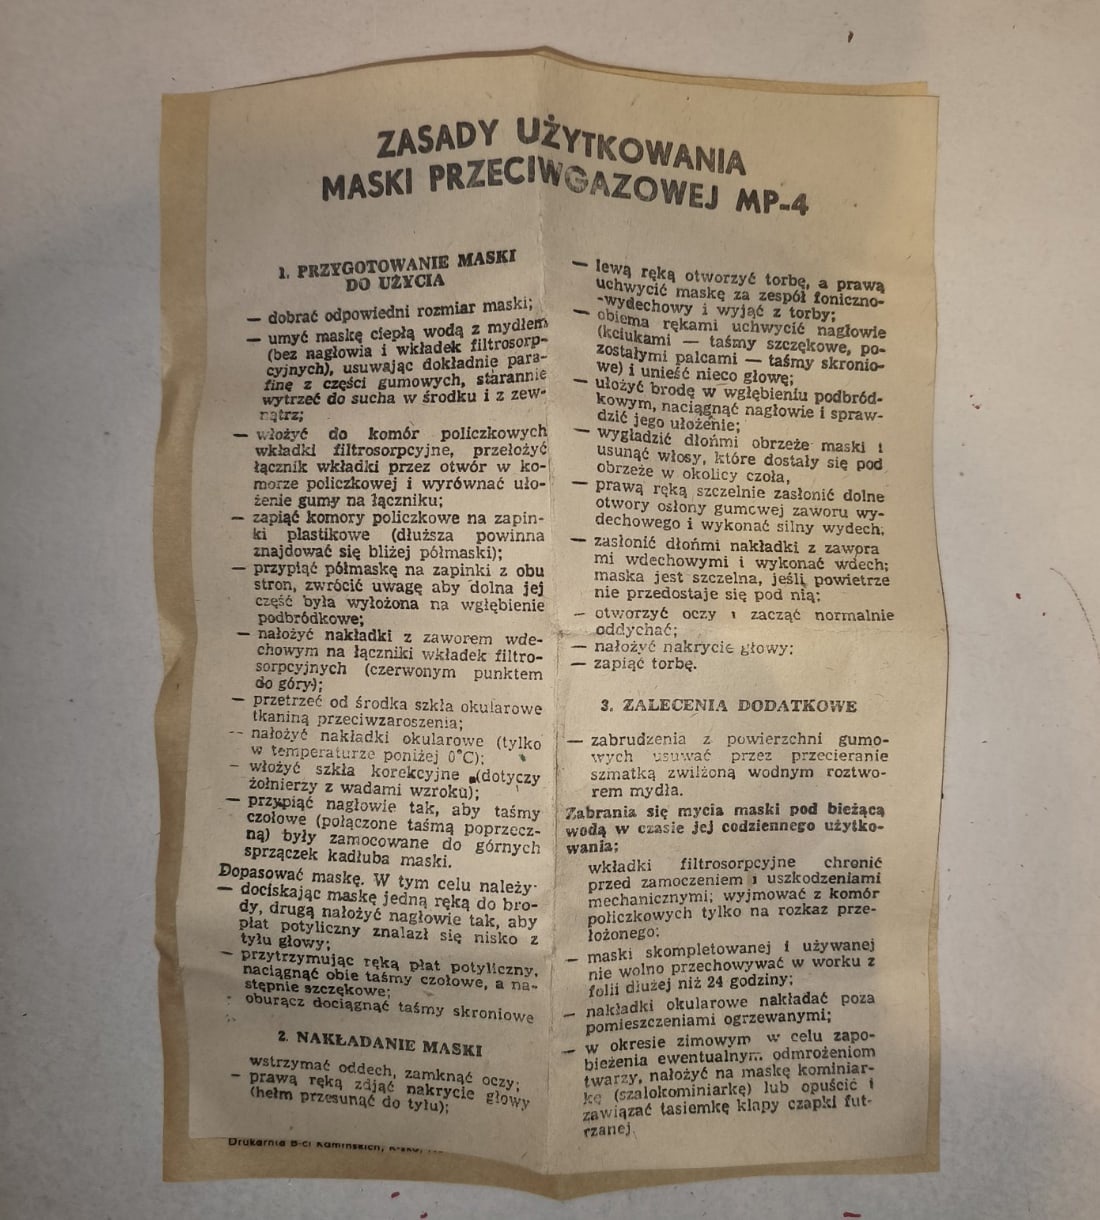 ZASADY UŻYTKOWANIA
MASKI PRZECIWGAZOWEJ MP-4
1. PRZYGOTOWANIE MASKI
DO UŻYCIA
— dobrać odpowiedni rozmiar maski;
— umyć maskę ciepłą wodą z mydłem
(bez nagłowia i wkładek filtrosorp-
cyjnych), usuwając dokładnie para-
finę z części gumowych, starannie
wytrzeć do sucha w środku i z zew-
nątrz;
— włożyć do komór policzkowych
wkładki filtrosorpcyjne, przełożyć
łącznik wkładki przez otwór w ko-
morze policzkowej i wyrównać uło-
żenie gumy na łączniku;
— zapiąć komory policzkowe na zapin-
ki plastikowe (dłuższa powinna
znajdować się bliżej półmaski);
— przypiąć półmaskę na zapinki z obu
stron, zwrócić uwagę aby dolna jej
część była wyłożona na wgłębienie
podbródkowe;
— nałożyć nakładki z zaworem wde-
chowym na łączniki wkładek filtro-
sorpcyjnych (czerwonym punktem
do góry);
— przetrzeć od środka szkła okularowe
tkaniną przeciwzaroszenia;
-- nałożyć nakładki okularowe (tylko
w temperaturze poniżej 0°C);
— włożyć szkła korekcyjne (dotyczy
żołnierzy z wadami wzroku);
— przypiąć nagłowie tak, aby taśmy
czołowe (połączone taśmą poprzecz-
ną) były zamocowane do górnych
sprzączek kadłuba maski.
Dopasować maskę. W tym celu należy
— dociskając maskę jedną ręką do bro-
dy, drugą nałożyć nagłowie tak, aby
płat potyliczny znalazł się nisko z
tyłu głowy;
— przytrzymując ręką płat potyliczny,
naciągnąć obie taśmy czołowe, a na-
stępnie szczękowe;
oburącz dociągnąć taśmy skroniowe
2. NAKŁADANIE MASKI
wstrzymać oddech, zamknąć oczy;
— prawą ręką zdjąć nakrycie głowy
(hełm przesunąć do tyłu);
Drukarnia B-ci Kamińskich,
— lewą ręką otworzyć torbę, a prawą
uchwycić maskę za zespół foniczno-
-wydechowy i wyjąć z torby;
— obiema rękami uchwycić nagłowie
(kciukami — taśmy szczękowe, po-
zostałymi palcami — taśmy skronio-
we) i unieść nieco głowę;
— ułożyć brodę w wgłębieniu podbród-
kowym, naciągnąć nagłowie i spraw-
dzić jego ułożenie;
— wygładzić dłońmi obrzeże maski i
usunąć włosy, które dostały się pod
obrzeże w okolicy czoła,
— prawą ręką szczelnie zasłonić dolne
otwory osłony gumowej zaworu wy-
dechowego i wykonać silny wydech;
— zasłonić dłońmi nakładki z zawora
mi wdechowymi i wykonać wdech;
maska jest szczelna, jeśli powietrze
nie przedostaje się pod nią;
— otworzyć oczy i zacząć normalnie
oddychać;
— nałożyć nakrycie głowy;
— zapiąć torbę.
3. ZALECENIA DODATKOWE
— zabrudzenia z powierzchni gumo-
wych usuwać przez przecieranie
szmatką zwilżoną wodnym roztwo-
rem mydła.
Zabrania się mycia maski pod bieżącą
wodą w czasie jej codziennego użytko-
wania;
wkładki filtrosorpcyjne chronić
przed zamoczeniem i uszkodzeniami
mechanicznymi; wyjmować z komór
policzkowych tylko na rozkaz prze-
łożonego;
— maski skompletowanej i używanej
nie wolno przechowywać w worku z
folii dłużej niż 24 godziny;
— nakładki okularowe nakładać poza
pomieszczeniami ogrzewanymi;
— w okresie zimowym w celu zapo-
bieżenia ewentualnym odmrożeniom
twarzy, nałożyć na maskę kominiar-
kę (szalokominiarkę) lub opuścić i
zawiązać tasiemkę klapy czapki fut-
rzanej.